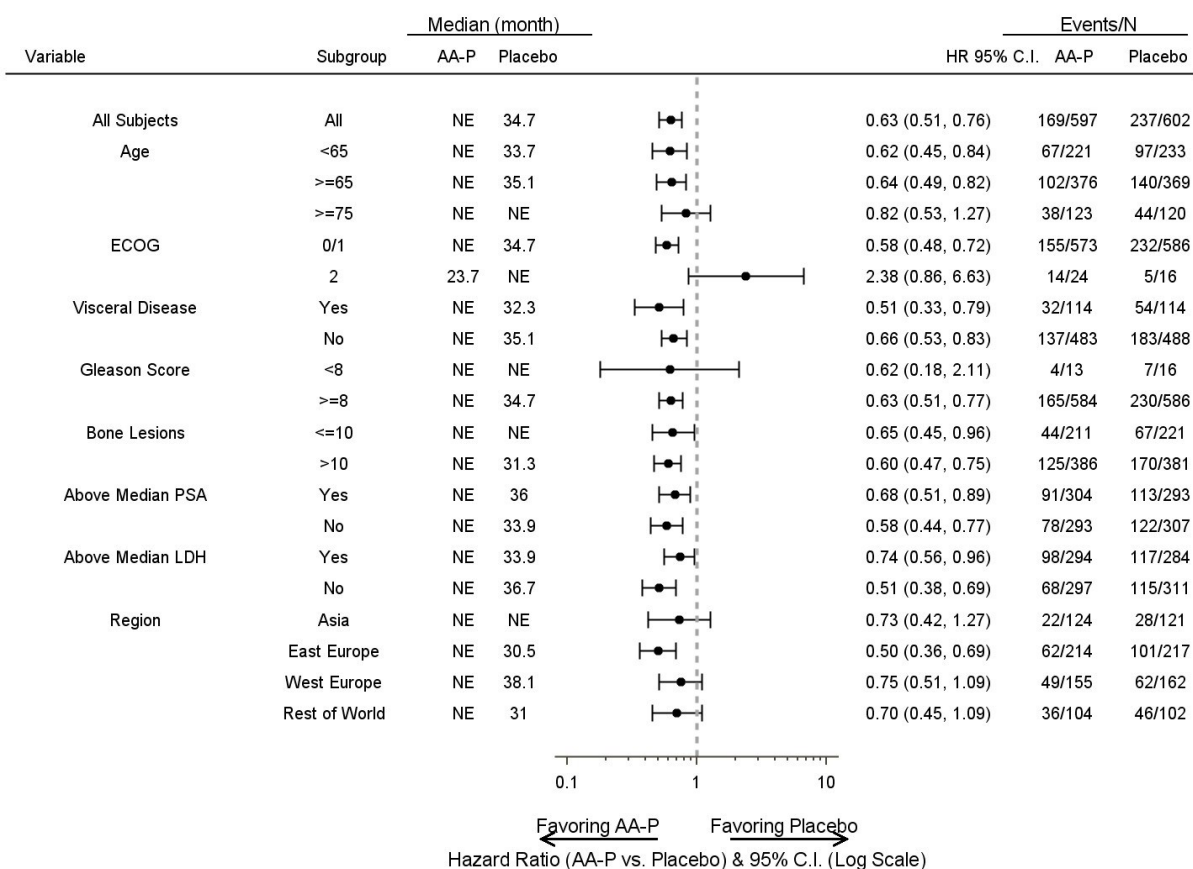 Median (month) Events/N
Variable Subgroup AA-P Placebo HR 95% C.I. AA-P Placebo
All Subjects All NE 34.7 0.63 (0.51, 0.76) 169/597 237/602
Age <65 NE 33.7 0.62 (0.45, 0.84) 67/221 97/233
>=65 NE 35.1 0.64 (0.49, 0.82) 102/376 140/369
>=75 NE NE 0.82 (0.53, 1.27) 38/123 44/120
ECOG 0/1 NE 34.7 0.58 (0.48, 0.72) 155/573 232/586
2 23.7 NE 2.38 (0.86, 6.63) 14/24 5/16
Visceral Disease Yes NE 32.3 0.51 (0.33, 0.79) 32/114 54/114
No NE 35.1 0.66 (0.53, 0.83) 137/483 183/488
Gleason Score <8 NE NE 0.62 (0.18, 2.11) 4/13 7/16
>=8 NE 34.7 0.63 (0.51, 0.77) 165/584 230/586
Bone Lesions <=10 NE NE 0.65 (0.45, 0.96) 44/211 67/221
>10 NE 31.3 0.60 (0.47, 0.75) 125/386 170/381
Above Median PSA Yes NE 36 0.68 (0.51, 0.89) 91/304 113/293
No NE 33.9 0.58 (0.44, 0.77) 78/293 122/307
Above Median LDH Yes NE 33.9 0.74 (0.56, 0.96) 98/294 117/284
No NE 36.7 0.51 (0.38, 0.69) 68/297 115/311
Region Asia NE NE 0.73 (0.42, 1.27) 22/124 28/121
East Europe NE 30.5 0.50 (0.36, 0.69) 62/214 101/217
West Europe NE 38.1 0.75 (0.51, 1.09) 49/155 62/162
Rest of World NE 31 0.70 (0.45, 1.09) 36/104 46/102
0.1 1 10
Favoring AA-P Favoring Placebo
Hazard Ratio (AA-P vs. Placebo) & 95% C.I. (Log Scale)